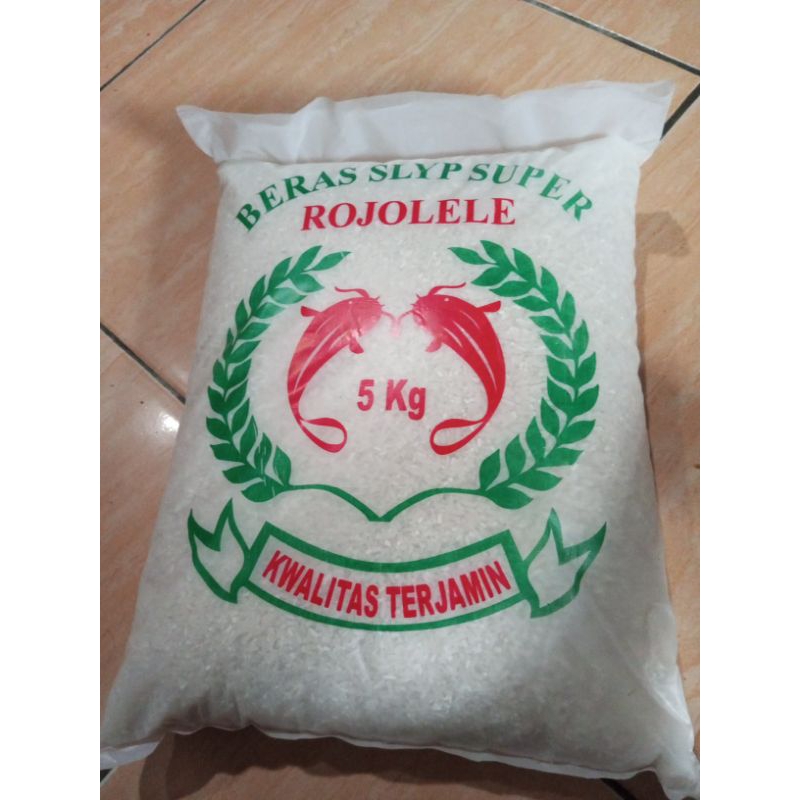 BERAS SLYP SUPER
ROJOLELE
5 Kg
KWALITAS TERJAMIN